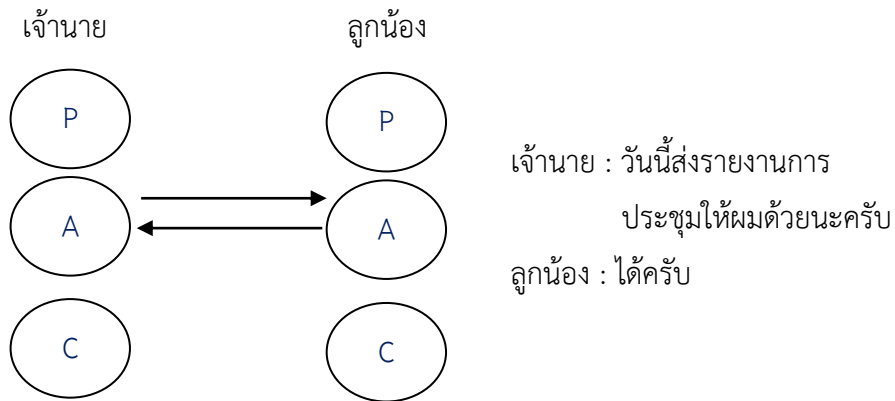 เจ้านาย ลูกน้อง
P P
A A
C C
เจ้านาย : วันนี้ส่งรายงานการ
ประชุมให้ผมด้วยนะครับ
ลูกน้อง : ได้ครับ